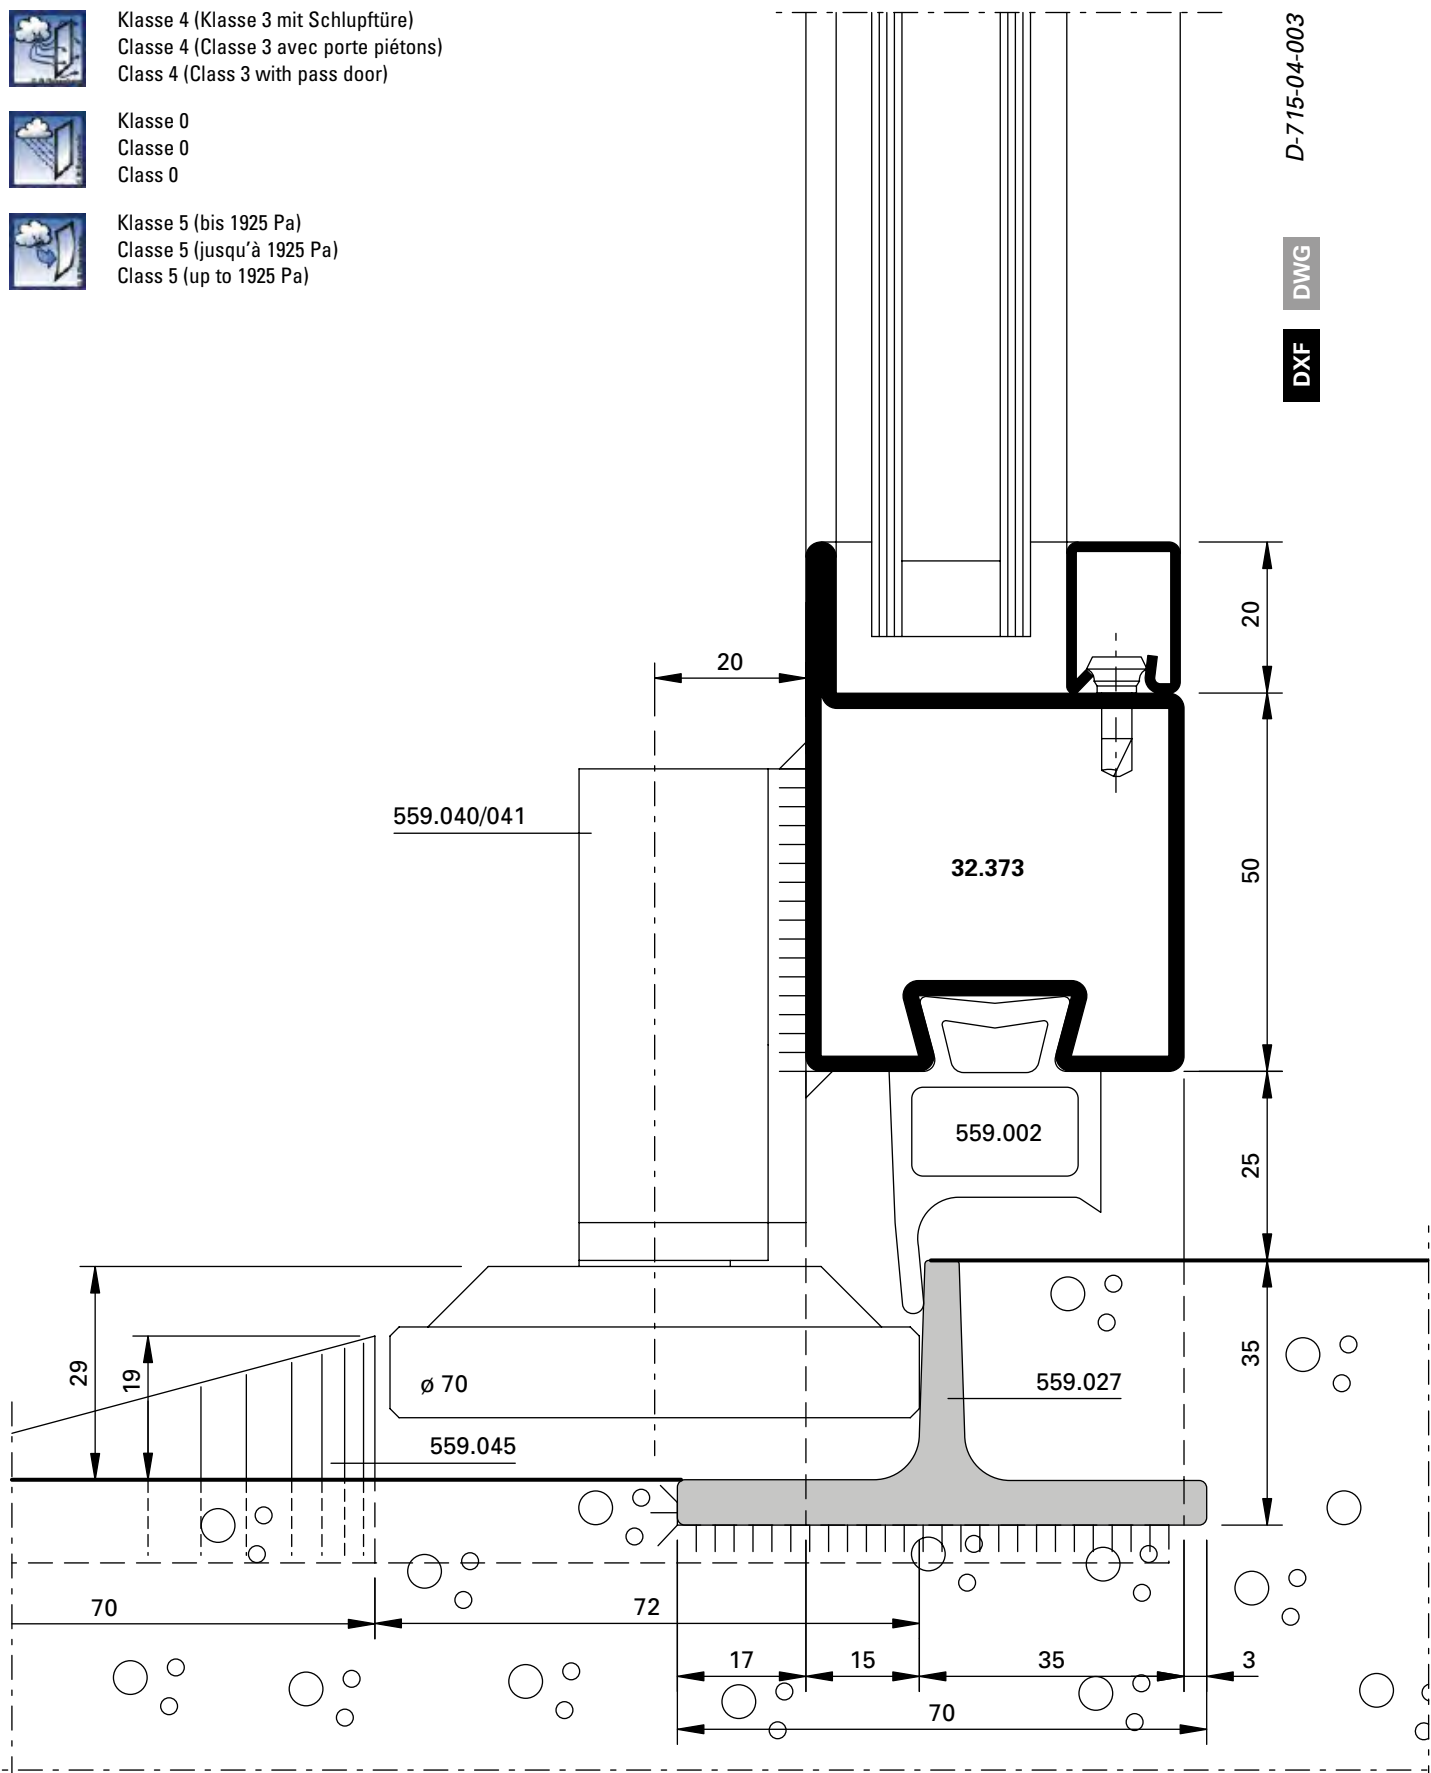 Klasse 4 (Klasse 3 mit Schlupftüre)
Classe 4 (Classe 3 avec porte piétons)
Class 4 (Class 3 with pass door)
Klasse 0
Classe 0
Class 0
Klasse 5 (bis 1925 Pa)
Classe 5 (jusqu'à 1925 Pa)
Class 5 (up to 1925 Pa)
D-715-04-003
DWG
DXF
20
20
559.040/041
32.373
50
559.002
25
29
19
ø 70
559.027
35
559.045
70
72
17
15
35
3
70